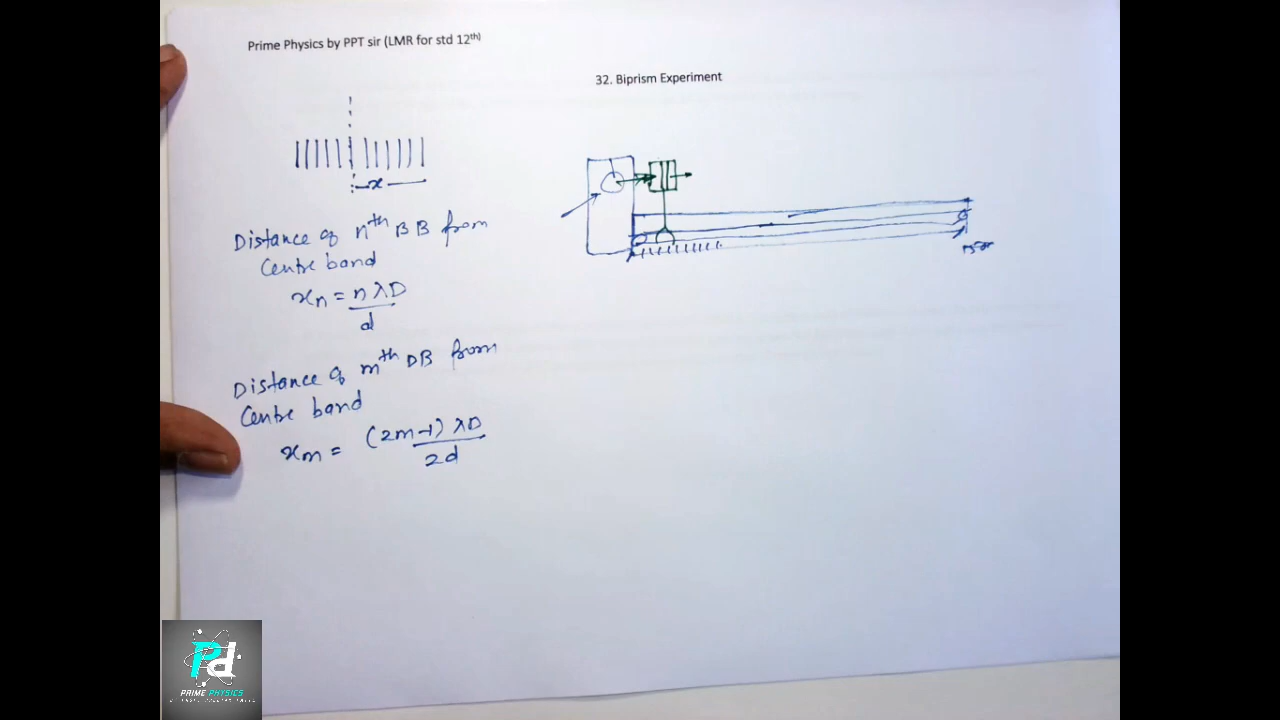 Prime Physics by PPT sir (LMR for std 12th)
32. Biprism Experiment
x
Distance of nth BB from
Centre band
xn = nλD
d
Distance of mth DB from
Centre band
xm = (2m-1) λD
2d
Pd
PRIME PHYSICS